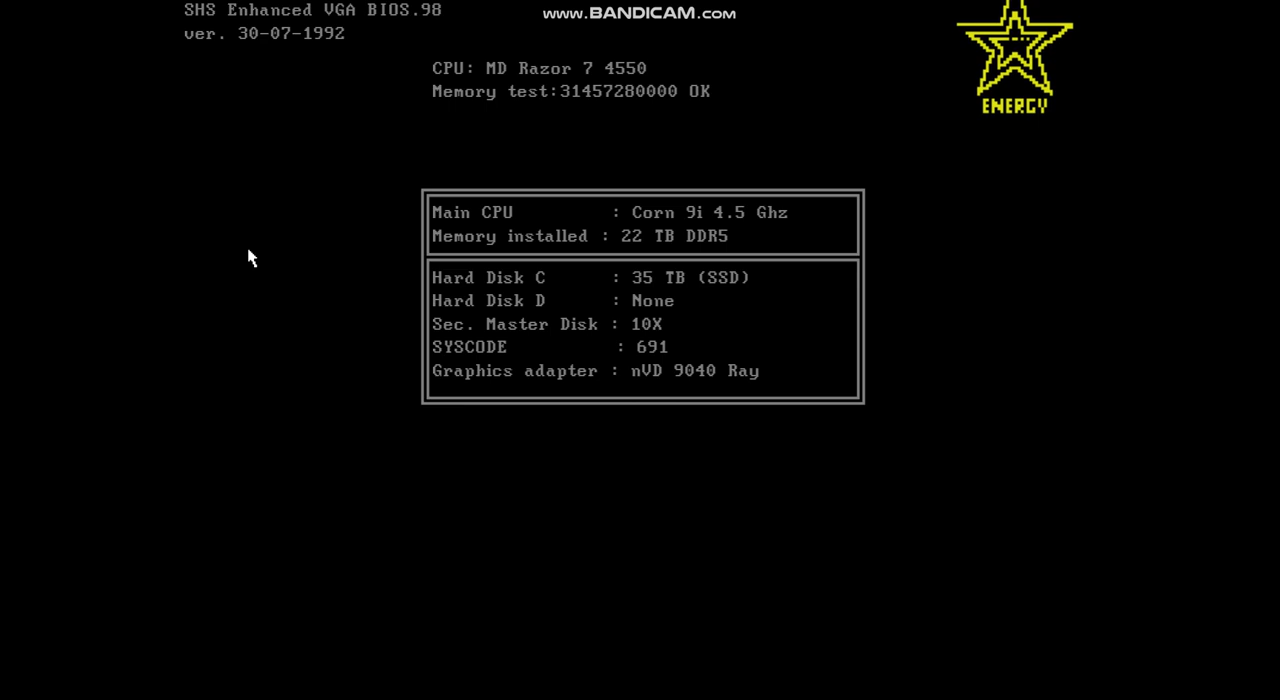 SHS Enhanced VGA BIOS.98
www.BANDICAM.com
ver. 30-07-1992
CPU: MD Razor 7 4550
Memory test:31457280000 OK
ENERGY
Main CPU : Corn 9i 4.5 Ghz
Memory installed : 22 TB DDR5
Hard Disk C : 35 TB (SSD)
Hard Disk D : None
Sec. Master Disk : 10X
SYSCODE : 691
Graphics adapter : nVD 9040 Ray